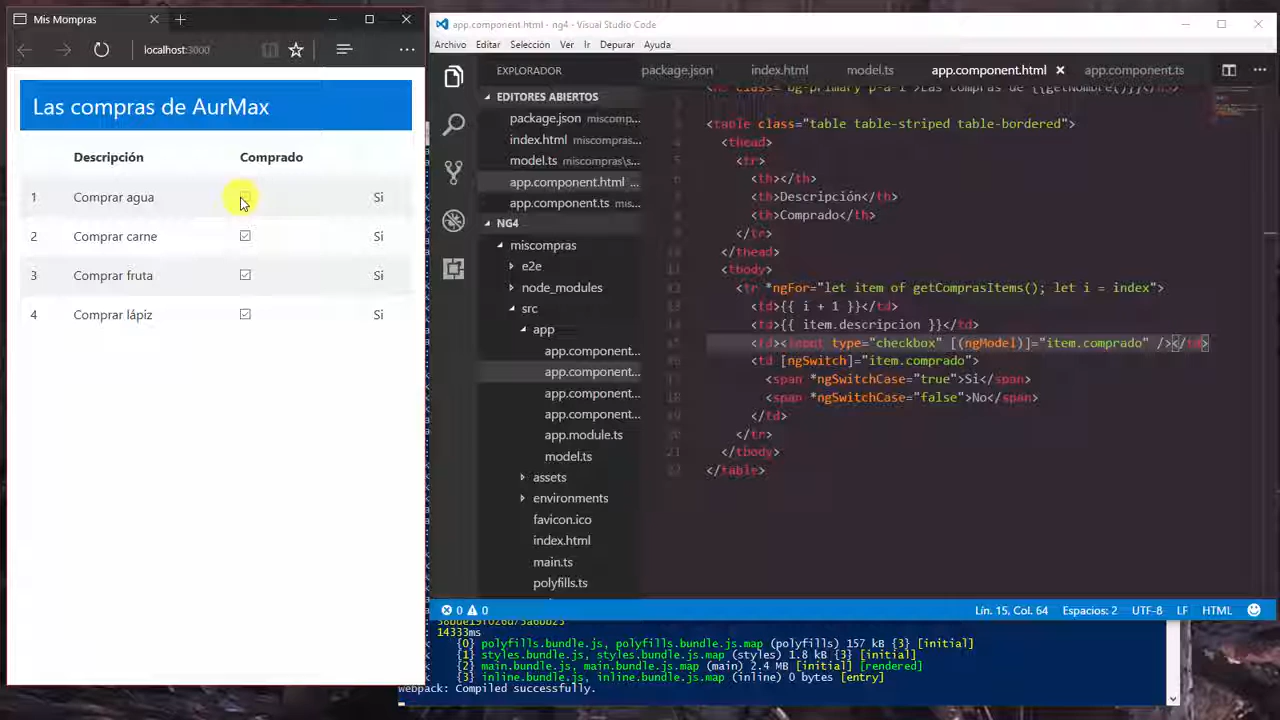 Mis Mompras
localhost:3000
Las compras de AurMax
Descripción Comprado
1 Comprar agua Si
2 Comprar carne Si
3 Comprar fruta Si
4 Comprar lápiz Si
app.component.html - ng4 - Visual Studio Code
Archivo Editar Selección Ver Ir Depurar Ayuda
EXPLORADOR
EDITORES ABIERTOS
package.json miscomp...
index.html miscompras...
model.ts miscompras\s...
app.component.html ...
app.component.ts mis...
NG4
miscompras
e2e
node_modules
src
app
app.component....
app.component...
app.component....
app.component....
app.module.ts
model.ts
assets
environments
favicon.ico
index.html
main.ts
polyfills.ts
package.json index.html model.ts app.component.html app.component.ts
<table class="table table-striped table-bordered">
<thead>
<tr>
<th></th>
<th>Descripción</th>
<th>Comprado</th>
</tr>
</thead>
<tbody>
<tr *ngFor="let item of getComprasItems(); let i = index">
<td>{{ i + 1 }}</td>
<td>{{ item.descripcion }}</td>
<td><input type="checkbox" [(ngModel)]="item.comprado" /></td>
<td [ngSwitch]="item.comprado">
<span *ngSwitchCase="true">Si</span>
<span *ngSwitchCase="false">No</span>
</td>
</tr>
</tbody>
</table>
0 0 Lín. 15, Col. 64 Espacios: 2 UTF-8 LF HTML
: 14333ms
{0} polyfills.bundle.js, polyfills.bundle.js.map (polyfills) 157 kB {3} [initial]
{1} styles.bundle.js, styles.bundle.js.map (styles) 1.8 kB {3} [initial]
{2} main.bundle.js, main.bundle.js.map (main) 2.4 MB [initial] [rendered]
{3} inline.bundle.js, inline.bundle.js.map (inline) 0 bytes [entry]
webpack: Compiled successfully.